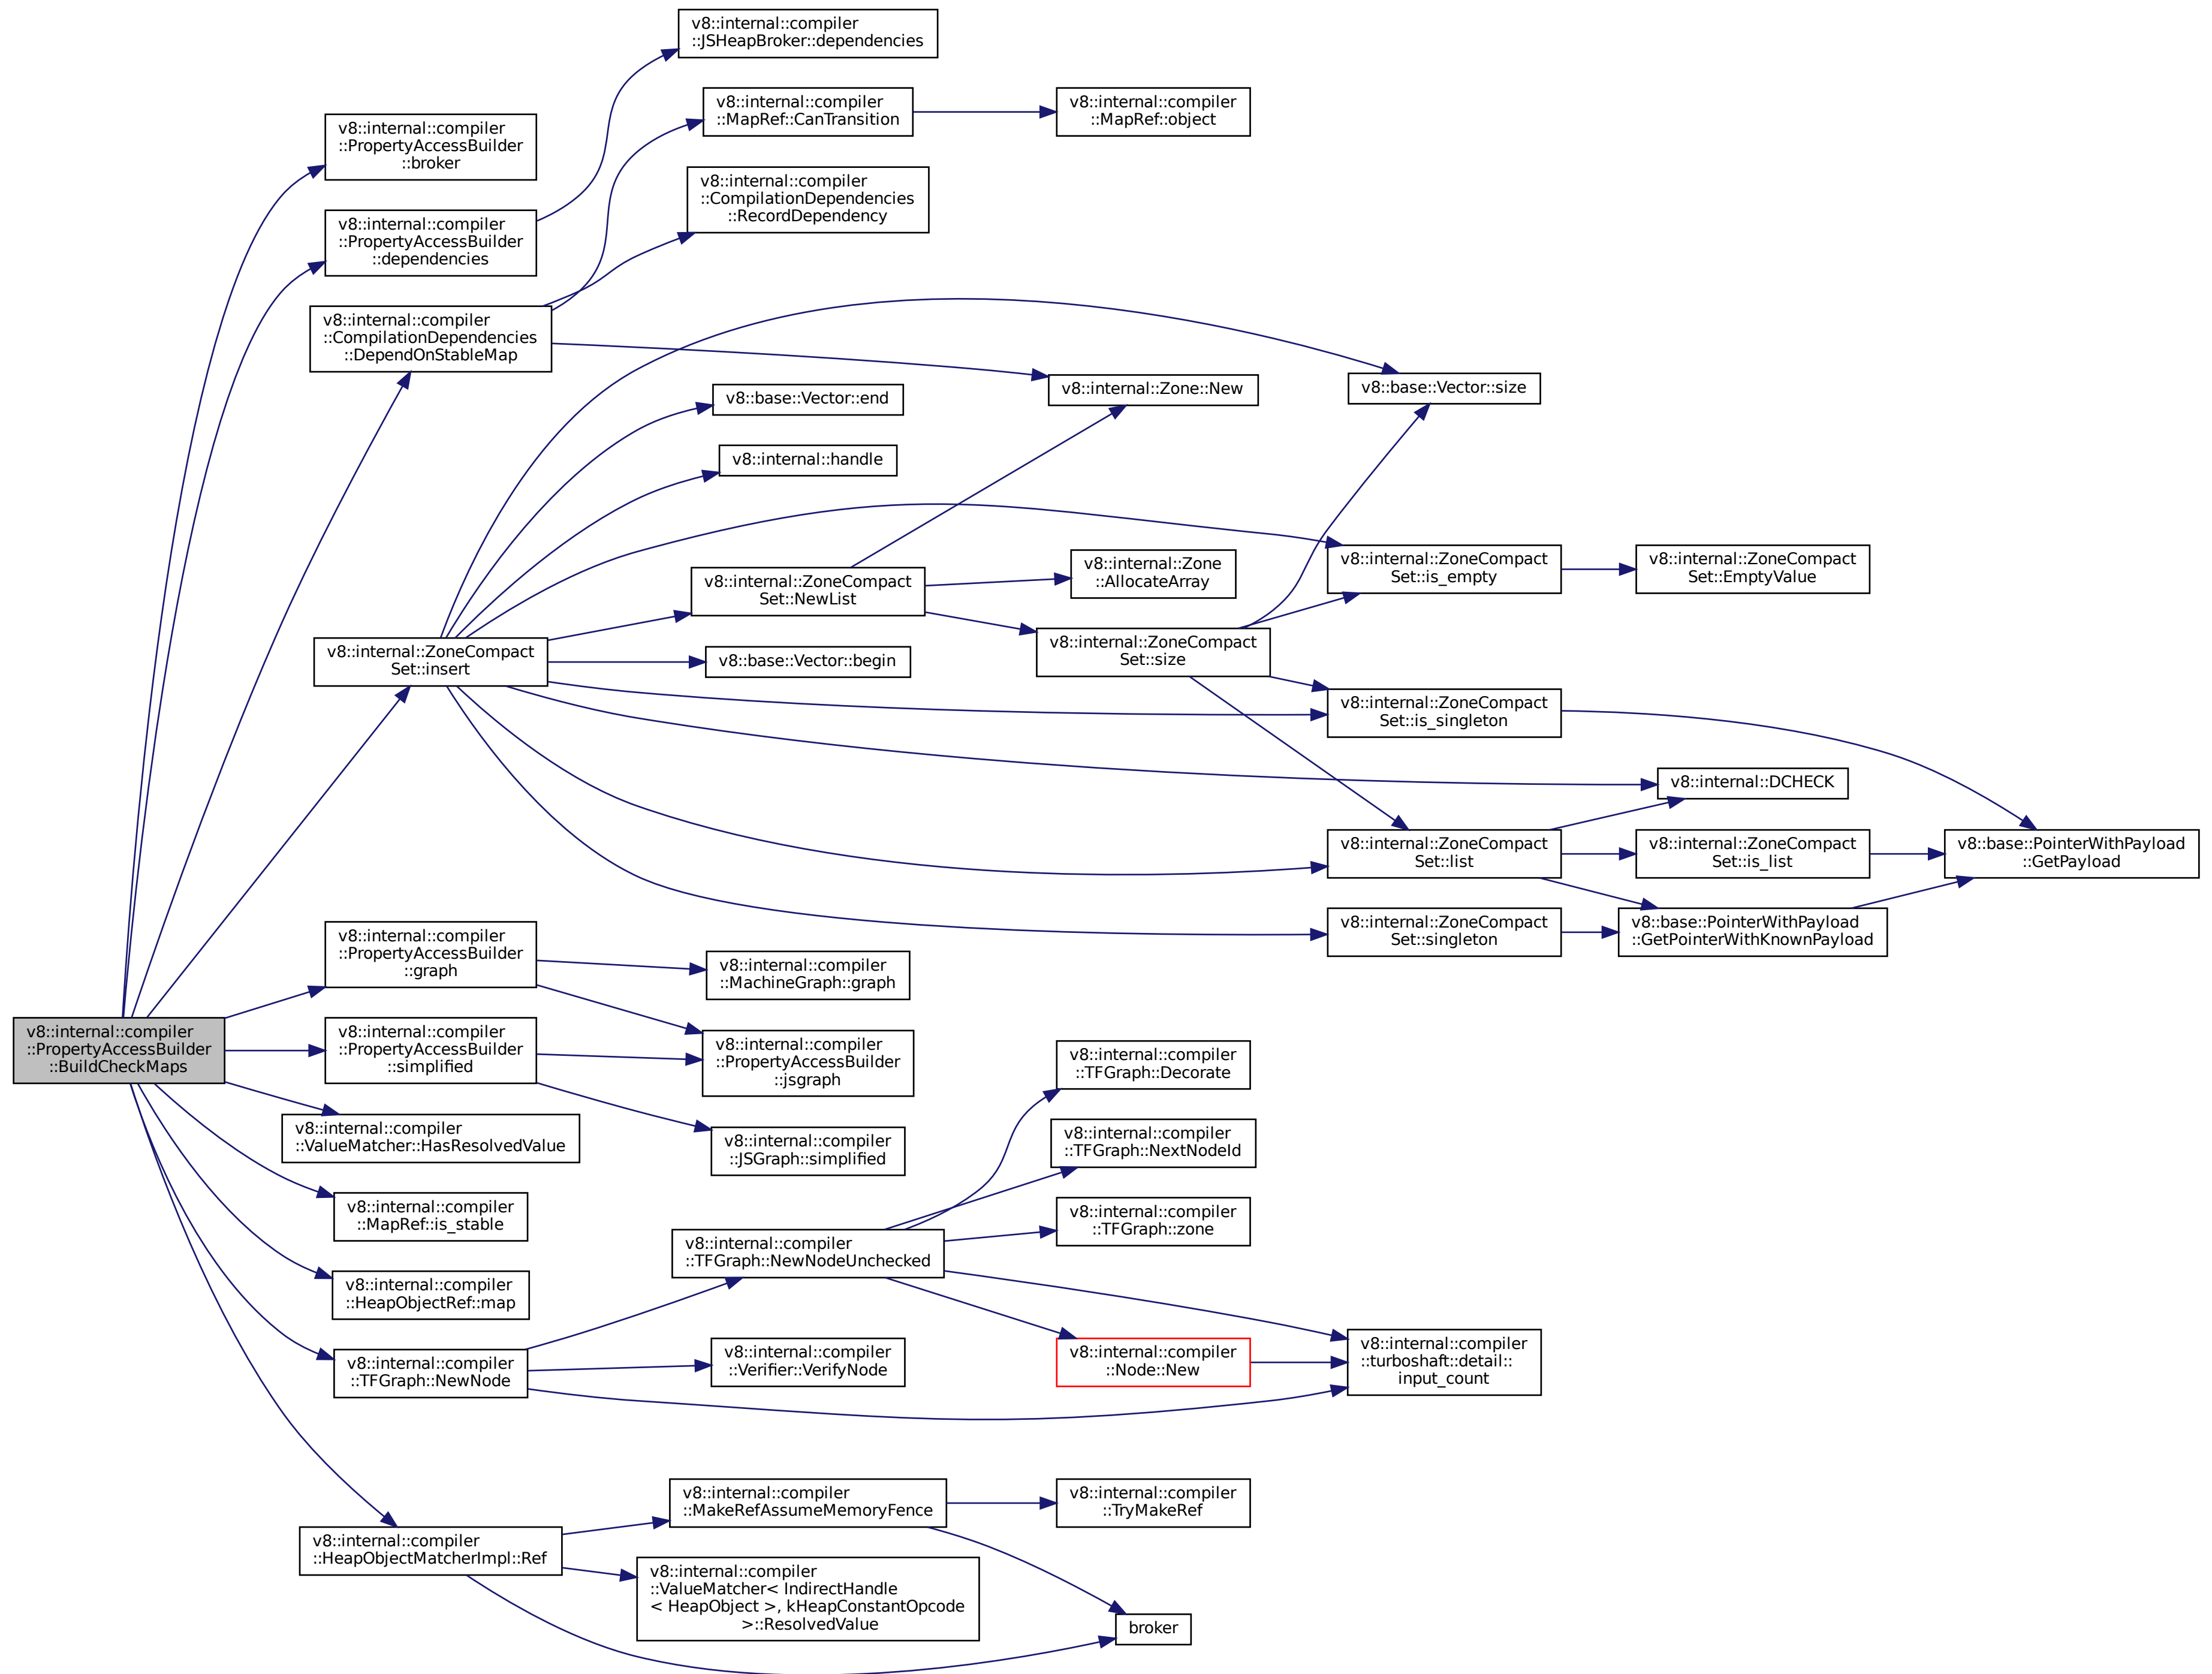 v8::internal::compiler
::JSHeapBroker::dependencies
v8::internal::compiler
::PropertyAccessBuilder
::broker
v8::internal::compiler
::MapRef::CanTransition
v8::internal::compiler
::MapRef::object
v8::internal::compiler
::PropertyAccessBuilder
::dependencies
v8::internal::compiler
::CompilationDependencies
::RecordDependency
v8::internal::compiler
::CompilationDependencies
::DependOnStableMap
v8::base::Vector::end
v8::internal::Zone::New
v8::base::Vector::size
v8::internal::handle
v8::internal::ZoneCompact
Set::NewList
v8::internal::Zone
::AllocateArray
v8::internal::ZoneCompact
Set::is_empty
v8::internal::ZoneCompact
Set::EmptyValue
v8::internal::ZoneCompact
Set::insert
v8::base::Vector::begin
v8::internal::ZoneCompact
Set::size
v8::internal::ZoneCompact
Set::is_singleton
v8::internal::DCHECK
v8::internal::ZoneCompact
Set::list
v8::internal::ZoneCompact
Set::is_list
v8::base::PointerWithPayload
::GetPayload
v8::internal::ZoneCompact
Set::singleton
v8::base::PointerWithPayload
::GetPointerWithKnownPayload
v8::internal::compiler
::PropertyAccessBuilder
::graph
v8::internal::compiler
::MachineGraph::graph
v8::internal::compiler
::PropertyAccessBuilder
::BuildCheckMaps
v8::internal::compiler
::PropertyAccessBuilder
::simplified
v8::internal::compiler
::PropertyAccessBuilder
::jsgraph
v8::internal::compiler
::TFGraph::Decorate
v8::internal::compiler
::ValueMatcher::HasResolvedValue
v8::internal::compiler
::JSGraph::simplified
v8::internal::compiler
::TFGraph::NextNodeId
v8::internal::compiler
::MapRef::is_stable
v8::internal::compiler
::TFGraph::NewNodeUnchecked
v8::internal::compiler
::TFGraph::zone
v8::internal::compiler
::HeapObjectRef::map
v8::internal::compiler
::TFGraph::NewNode
v8::internal::compiler
::Verifier::VerifyNode
v8::internal::compiler
::Node::New
v8::internal::compiler
::turboshaft::detail::
input_count
v8::internal::compiler
::MakeRefAssumeMemoryFence
v8::internal::compiler
::TryMakeRef
v8::internal::compiler
::HeapObjectMatcherImpl::Ref
v8::internal::compiler
::ValueMatcher< IndirectHandle
< HeapObject >, kHeapConstantOpcode
>::ResolvedValue
broker